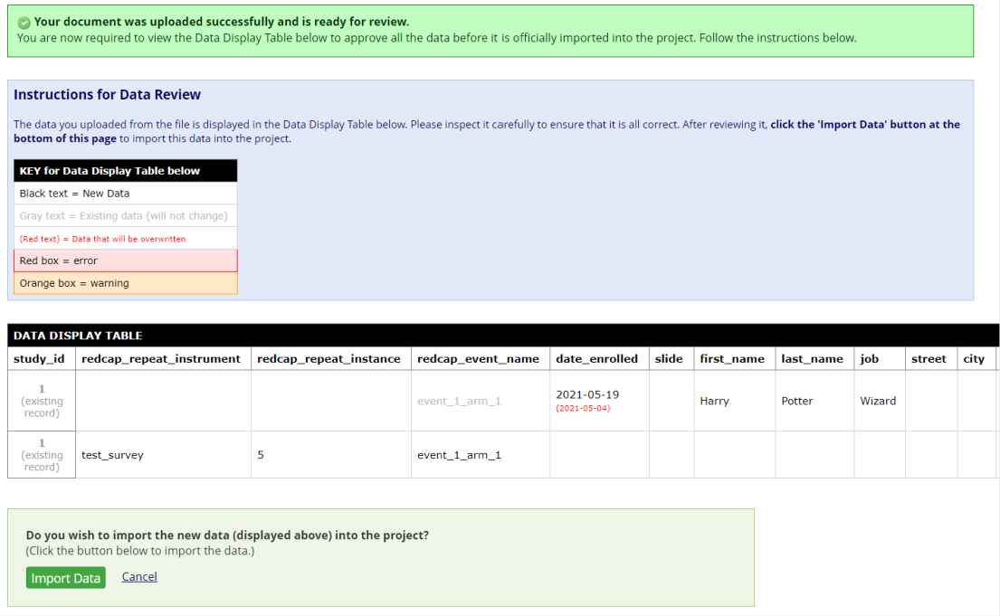 Your document was uploaded successfully and is ready for review.
You are now required to view the Data Display Table below to approve all the data before it is officially imported into the project. Follow the instructions below.
Instructions for Data Review
The data you uploaded from the file is displayed in the Data Display Table below. Please inspect it carefully to ensure that it is all correct. After reviewing it, click the 'Import Data' button at the
bottom of this page to import this data into the project.
KEY for Data Display Table below
Black text = New Data
Gray text = Existing data (will not change)
(Red text) = Data that will be overwritten
Red box = error
Orange box = warning
DATA DISPLAY TABLE
study_id redcap_repeat_instrument redcap_repeat_instance redcap_event_name date_enrolled slide first_name last_name job street city
1
(existing
record)
event_1_arm_1
2021-05-19
(2021-05-04)
Harry Potter Wizard
1
(existing
record)
test_survey 5 event_1_arm_1
Do you wish to import the new data (displayed above) into the project?
(Click the button below to import the data.)
Import Data Cancel